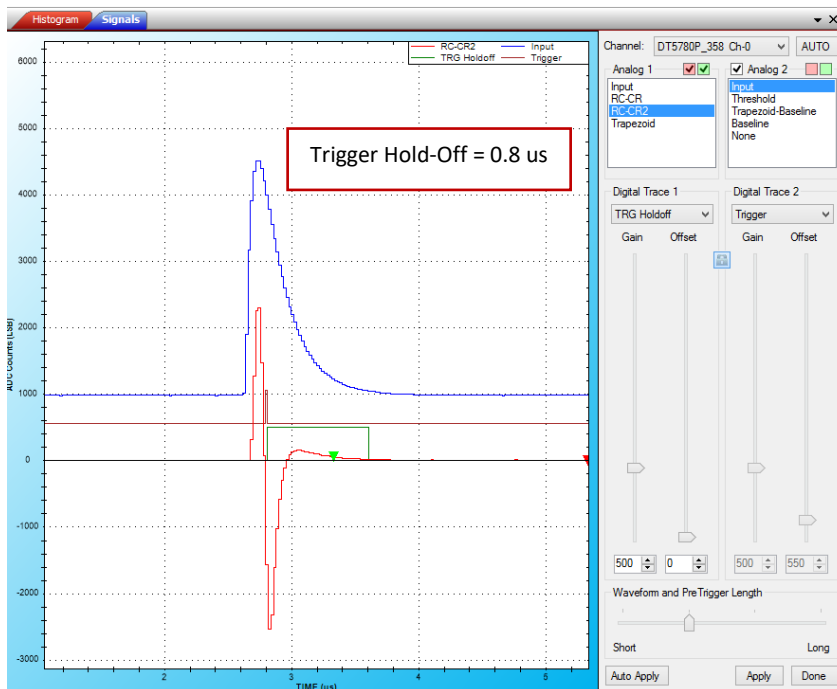 Histogram Signals
RC-CR2 Input
TRG Holdoff Trigger
Trigger Hold-Off = 0.8 us
6000
5000
4000
3000
2000
1000
0
-1000
-2000
-3000
ADC Counts (LSB)
2 3 4 5
TIME (us)
Channel: DT5780P_358 Ch-0 AUTO
Analog 1 Analog 2
Input
RC-CR
RC-CR2
Trapezoid
Input
Threshold
Trapezoid-Baseline
Baseline
None
Digital Trace 1 Digital Trace 2
TRG Holdoff Trigger
Gain Offset Gain Offset
500 0 500 550
Waveform and PreTrigger Length
Short Long
Auto Apply Apply Done